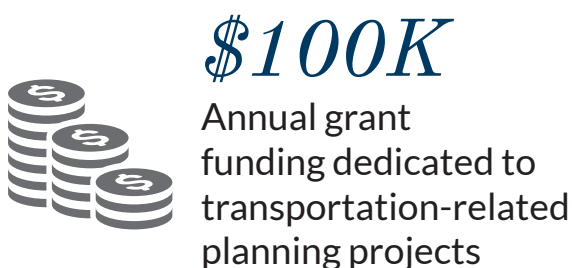 $100K
Annual grant
funding dedicated to
transportation-related
planning projects